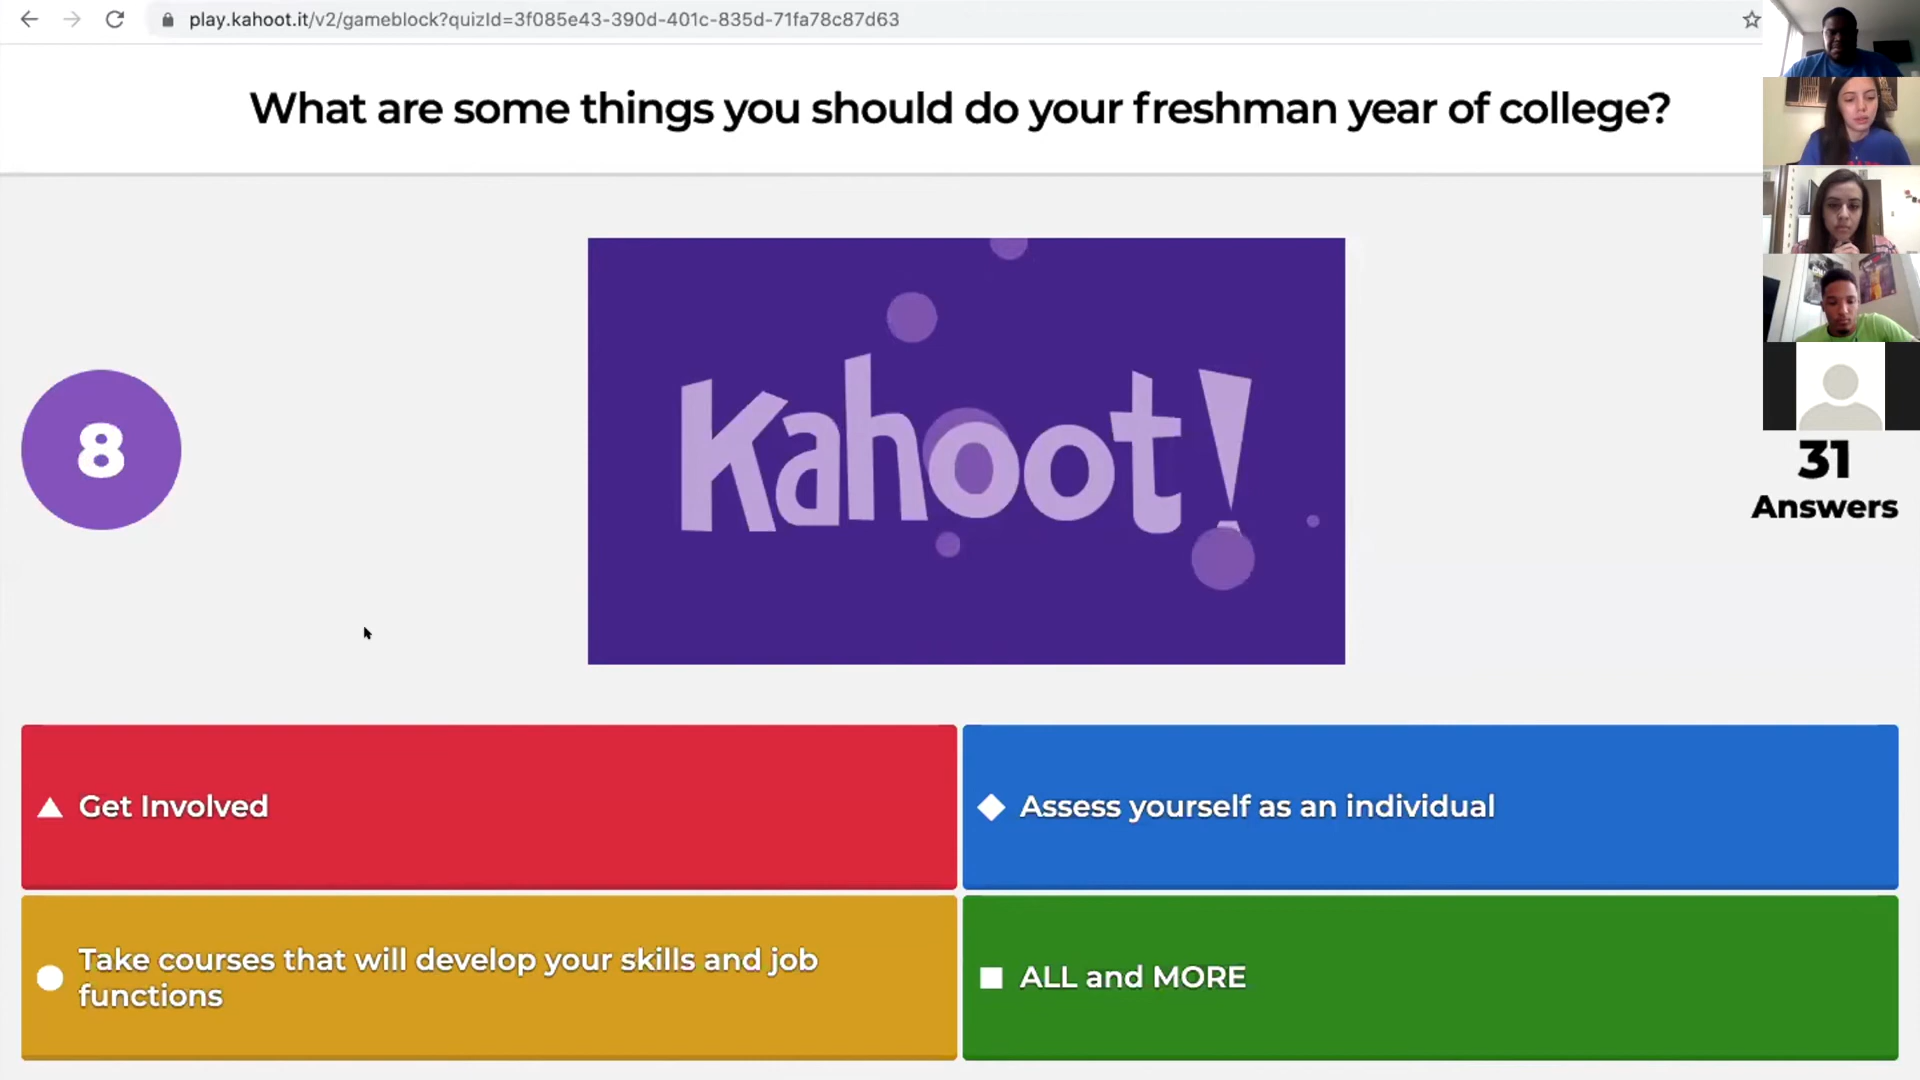 play.kahoot.it/v2/gameblock?quizId=3f085e43-390d-401c-835d-71fa78c87d63
What are some things you should do your freshman year of college?
8
Kahoot!
31
Answers
Get Involved
Assess yourself as an individual
Take courses that will develop your skills and job
functions
ALL and MORE